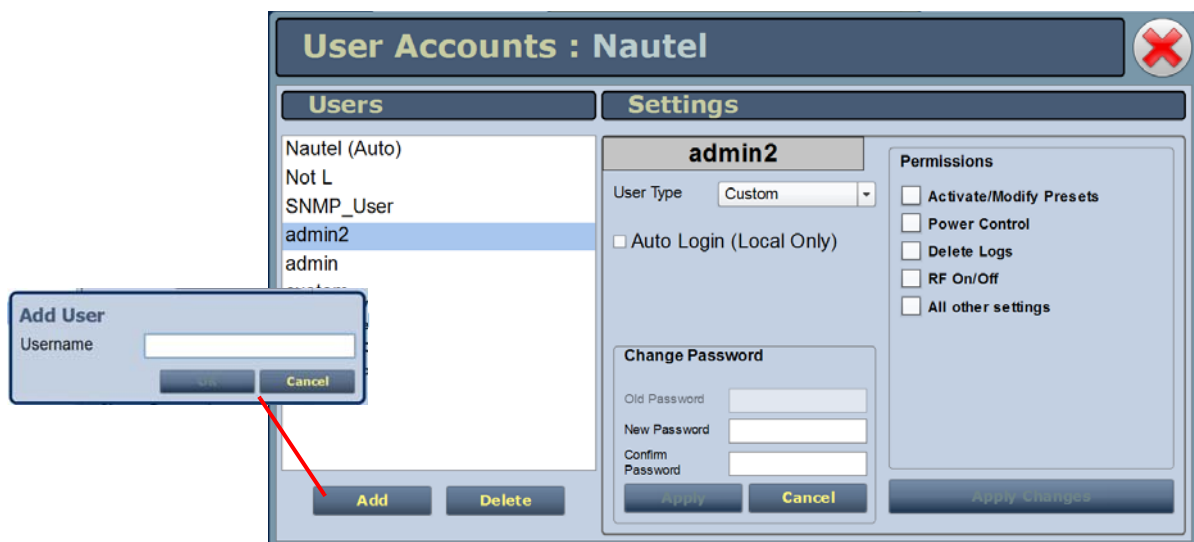 User Accounts : Nautel
Users
Nautel (Auto)
Not L
SNMP_User
admin2
admin
Add
Delete
Settings
admin2
User Type
Custom
Auto Login (Local Only)
Change Password
Old Password
New Password
Confirm
Password
Apply
Cancel
Permissions
Activate/Modify Presets
Power Control
Delete Logs
RF On/Off
All other settings
Apply Changes
Add User
Username
OK
Cancel